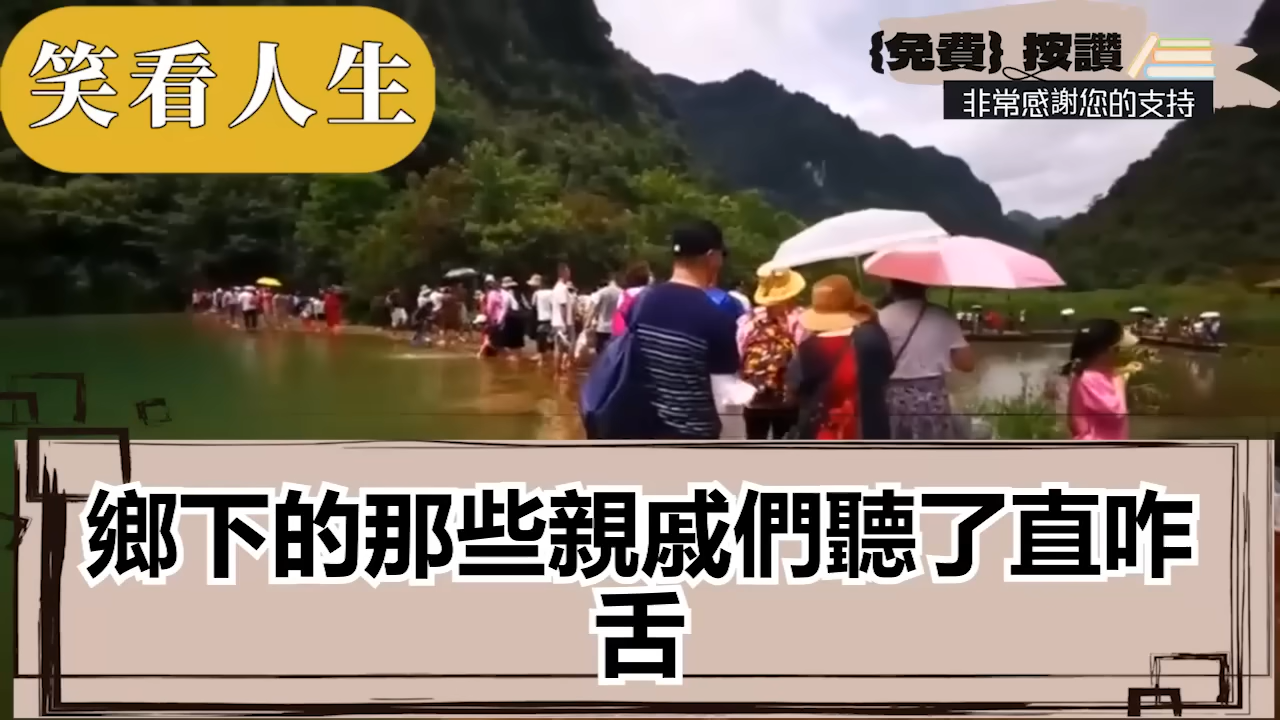 笑看人生
{免費} 按讚
非常感謝您的支持
鄉下的那些親戚們聽了直咋
舌